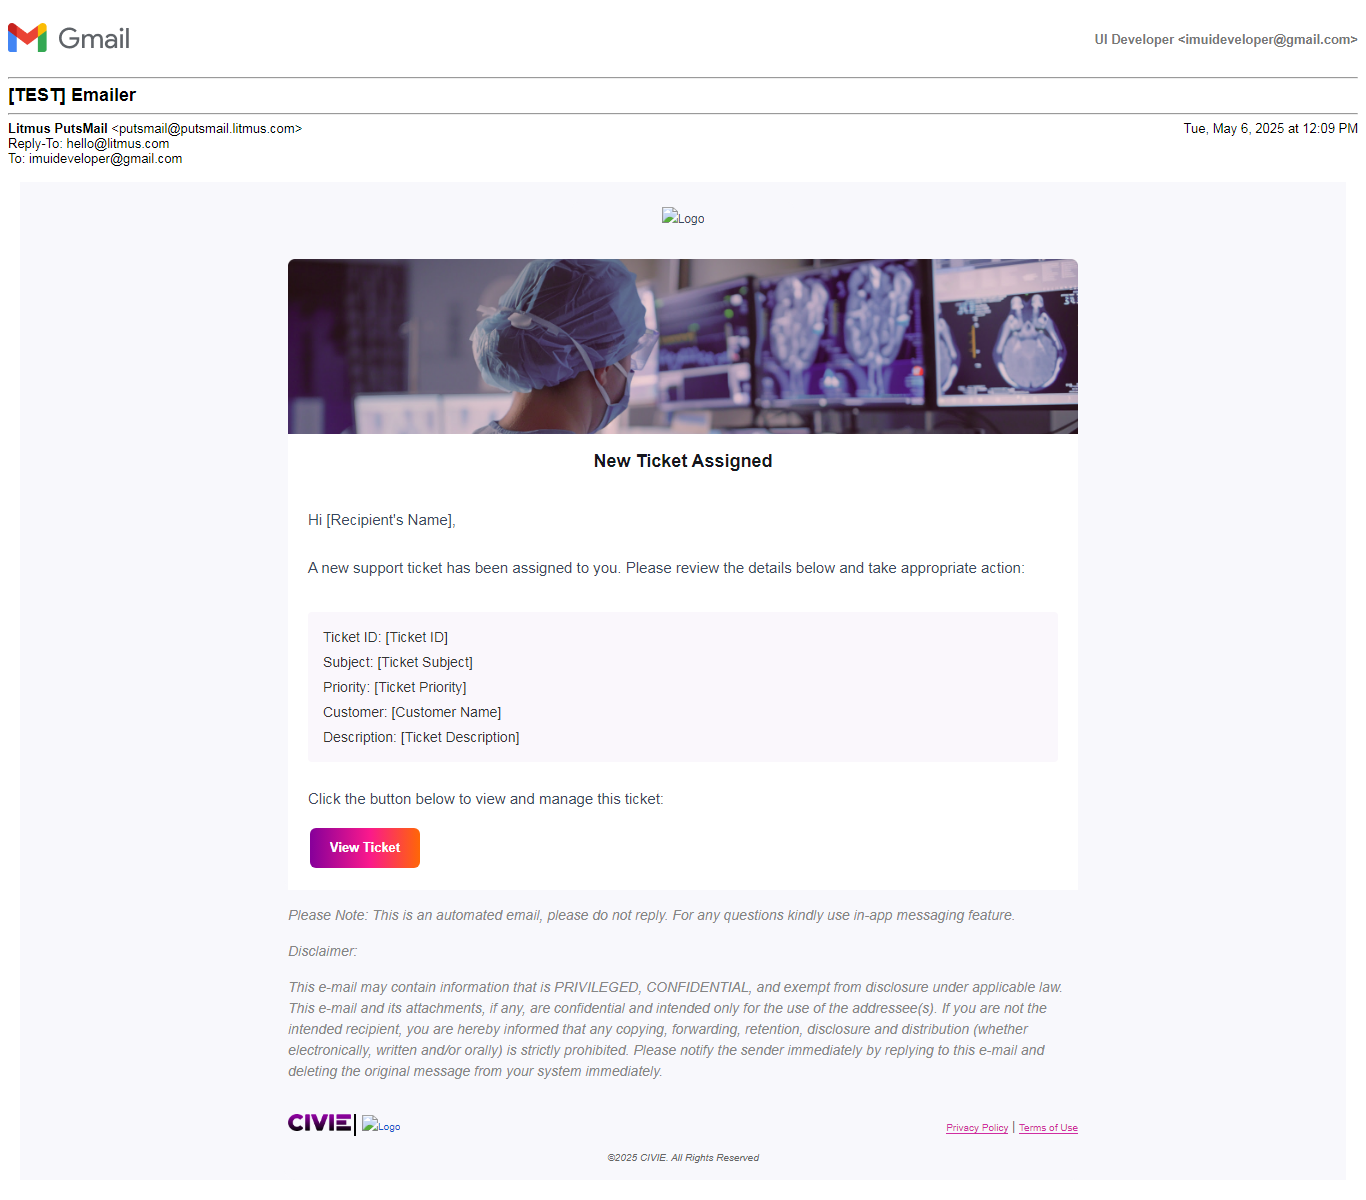 Gmail
UI Developer <imuideveloper@gmail.com>
[TEST] Emailer
Litmus PutsMail <putsmail@putsmail.litmus.com>
Tue, May 6, 2025 at 12:09 PM
Reply-To: hello@litmus.com
To: imuideveloper@gmail.com
Logo
New Ticket Assigned
Hi [Recipient's Name],
A new support ticket has been assigned to you. Please review the details below and take appropriate action:
Ticket ID: [Ticket ID]
Subject: [Ticket Subject]
Priority: [Ticket Priority]
Customer: [Customer Name]
Description: [Ticket Description]
Click the button below to view and manage this ticket:
View Ticket
Please Note: This is an automated email, please do not reply. For any questions kindly use in-app messaging feature.
Disclaimer:
This e-mail may contain information that is PRIVILEGED, CONFIDENTIAL, and exempt from disclosure under applicable law.
This e-mail and its attachments, if any, are confidential and intended only for the use of the addressee(s). If you are not the
intended recipient, you are hereby informed that any copying, forwarding, retention, disclosure and distribution (whether
electronically, written and/or orally) is strictly prohibited. Please notify the sender immediately by replying to this e-mail and
deleting the original message from your system immediately.
CIVIE | Logo
Privacy Policy | Terms of Use
©2025 CIVIE. All Rights Reserved